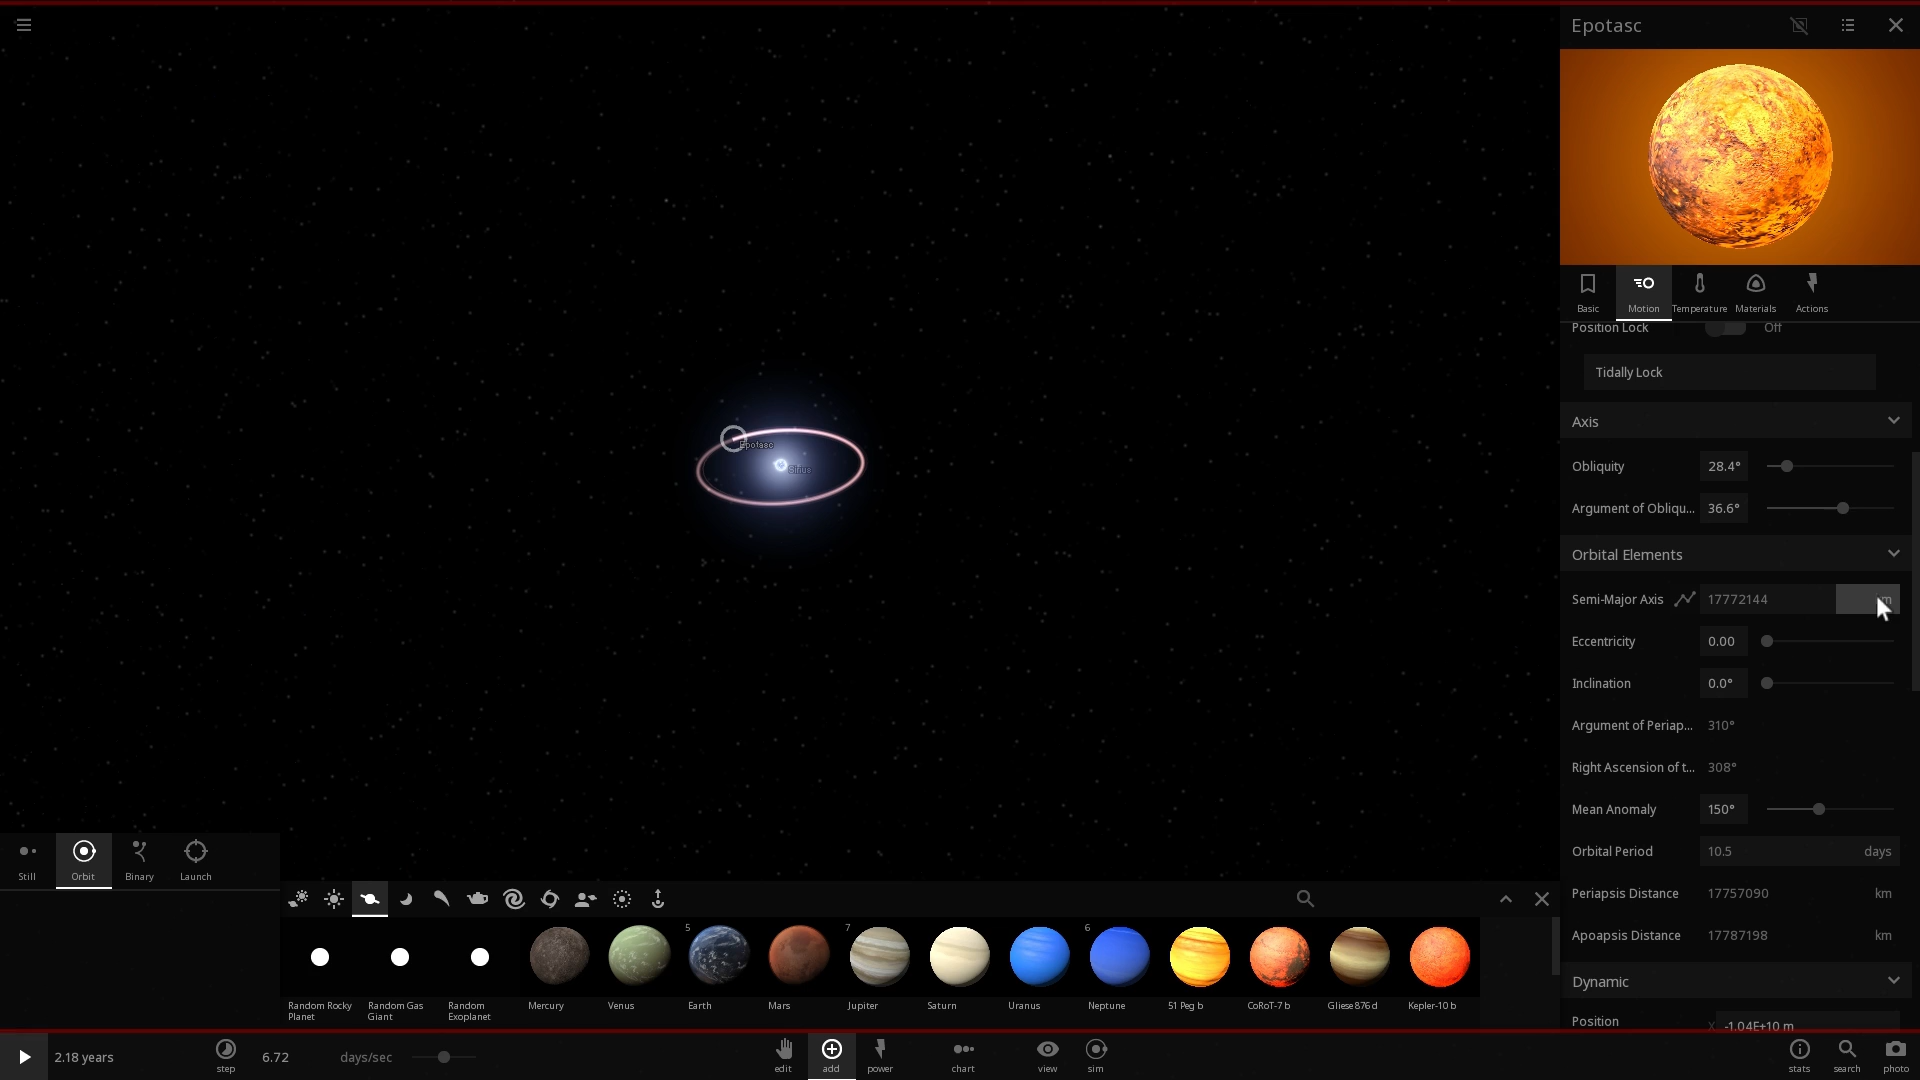 Epotasc
Basic
Motion
Temperature
Materials
Actions
Position Lock
Off
Tidally Lock
Axis
Obliquity
28.4°
Argument of Obliqu...
36.6°
Orbital Elements
Semi-Major Axis
17772144
Eccentricity
0.00
Inclination
0.0°
Argument of Periap...
310°
Right Ascension of t...
308°
Mean Anomaly
150°
Orbital Period
10.5
days
Periapsis Distance
17757090
km
Apoapsis Distance
17787198
km
Dynamic
Position
X
-1.04E+10 m
Epotasc
Sirius
Still
Orbit
Binary
Launch
5
7
6
Random Rocky
Planet
Random Gas
Giant
Random
Exoplanet
Mercury
Venus
Earth
Mars
Jupiter
Saturn
Uranus
Neptune
51 Peg b
CoRoT-7 b
Gliese 876 d
Kepler-10 b
2.18 years
step
6.72
days/sec
edit
add
power
chart
view
sim
stats
search
photo